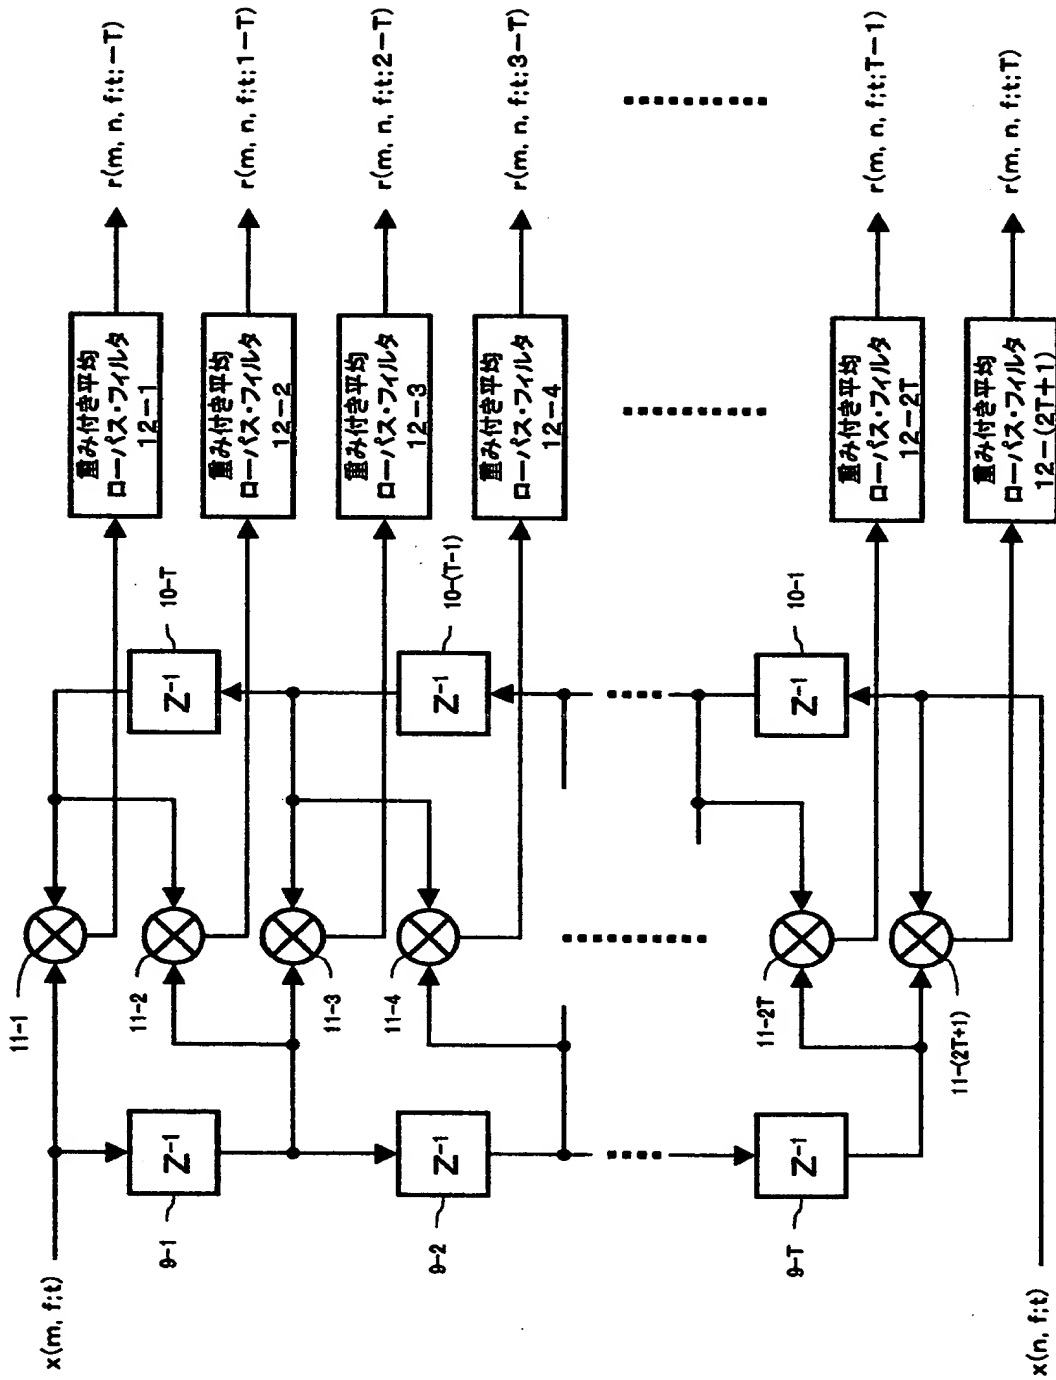 x(m, f;t)
x(n, f;t)
9-1
9-2
9-T
Z⁻¹
Z⁻¹
Z⁻¹
11-1
11-2
11-3
11-4
11-2T
11-(2T+1)
Z⁻¹
10-T
Z⁻¹
10-(T-1)
Z⁻¹
10-1
重み付き平均
ローパス・フィルタ
12-1
重み付き平均
ローパス・フィルタ
12-2
重み付き平均
ローパス・フィルタ
12-3
重み付き平均
ローパス・フィルタ
12-4
重み付き平均
ローパス・フィルタ
12-2T
重み付き平均
ローパス・フィルタ
12-(2T+1)
r(m, n, f;t;-T)
r(m, n, f;t;1-T)
r(m, n, f;t;2-T)
r(m, n, f;t;3-T)
r(m, n, f;t;T-1)
r(m, n, f;t;T)